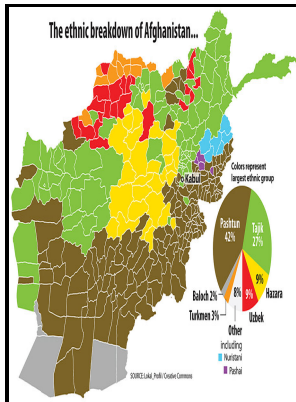 The ethnic breakdown of Afghanistan...
Kabul
Colors represent
largest ethnic group
Pashtun
42%
Tajik
27%
9%
Hazara
9%
Uzbek
8%
Baloch 2%
Turkmen 3%
Other
including
Nuristani
Pashai
SOURCE: Lokal_Profil / Creative Commons